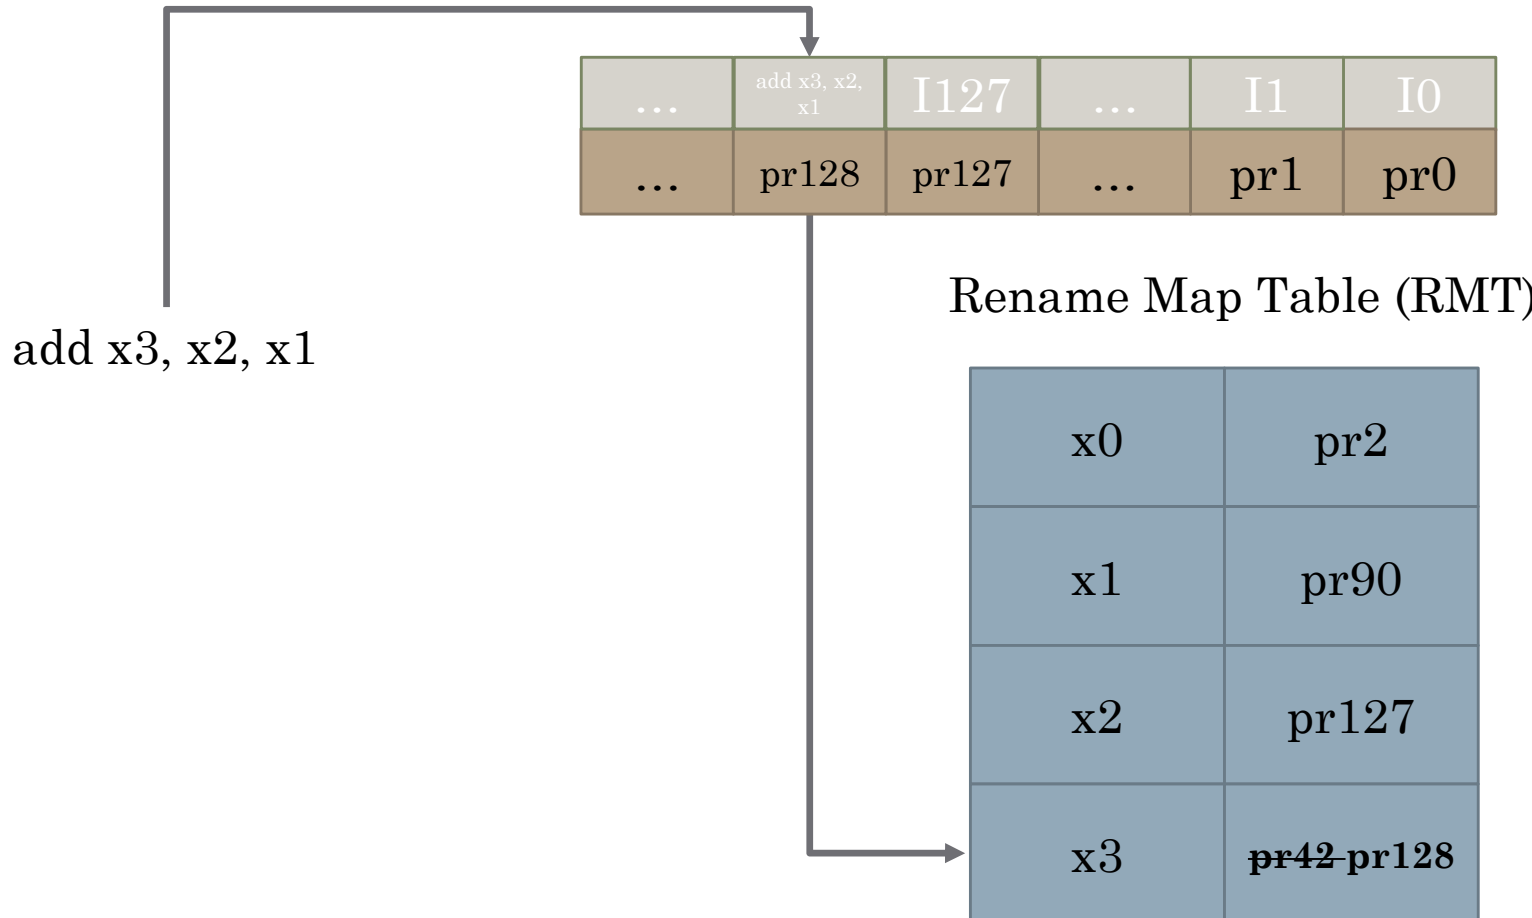 ... add x3, x2, I127 ... I1 I0
x1
... pr128 pr127 ... pr1 pr0
Rename Map Table (RMT)
add x3, x2, x1
x0 pr2
x1 pr90
x2 pr127
x3 pr42 pr128